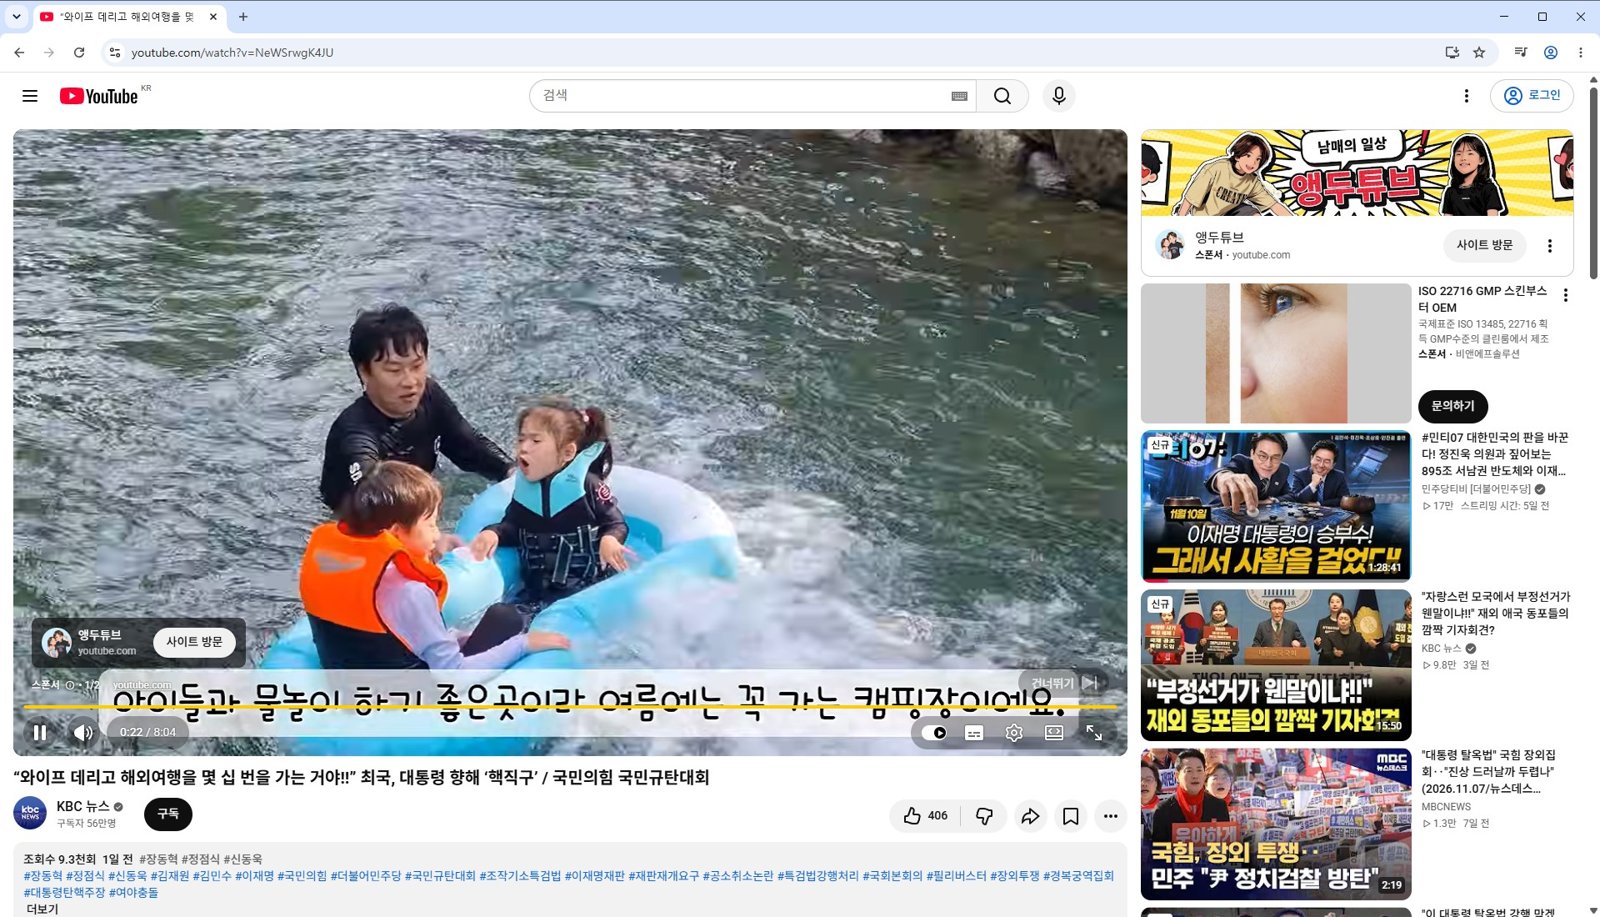 "와이프 데리고 해외여행을 몇
youtube.com/watch?v=NeWSrwgK4JU
YouTube KR
검색
로그인
앵두튜브
youtube.com
사이트 방문
스폰서 · 1/2 youtube.com
건너뛰기
아이들과 물놀이 하기 좋은곳이라 여름에는 꼭 가는 캠핑장이에요.
0:22 / 8:04
"와이프 데리고 해외여행을 몇 십 번을 가는 거야!!" 최국, 대통령 향해 '핵직구' / 국민의힘 국민규탄대회
kbc NEWS
KBC 뉴스
구독자 56만명
구독
406
조회수 9.3천회 1일 전 #장동혁 #정점식 #신동욱
#장동혁 #정점식 #신동욱 #김재원 #김민수 #이재명 #국민의힘 #더불어민주당 #국민규탄대회 #조작기소특검법 #이재명재판 #재판재개요구 #공소취소논란 #특검법강행처리 #국회본회의 #필리버스터 #장외투쟁 #경복궁역집회
#대통령탄핵주장 #여야충돌
더보기
남매의 일상
앵두튜브
CREATE
앵두튜브
스폰서 · youtube.com
사이트 방문
ISO 22716 GMP 스킨부스
터 OEM
국제표준 ISO 13485, 22716 획
득 GMP수준의 클린룸에서 제조
스폰서 · 비앤에프솔루션
문의하기
신규
11월 10일
이재명 대통령의 승부수!
그래서 사활을 걸었다!!
1:28:41
#민티07 대한민국의 판을 바꾼
다! 정진욱 의원과 짚어보는
895조 서남권 반도체와 이재...
민주당티비 [더불어민주당]
17만 스트리밍 시간: 5일 전
신규
대한민국국회
"부정선거가 웬말이냐!!"
재외 동포들의 깜짝 기자회견
15:50
"자랑스런 모국에서 부정선거가
웬말이냐!!" 재외 애국 동포들의
깜짝 기자회견?
KBC 뉴스
9.8만 3일 전
MBC
뉴스데스크
국힘, 장외 투쟁‥
민주 "尹 정치검찰 방탄"
2:19
"대통령 탈옥법" 국힘 장외집
회‥"진상 드러날까 두렵나"
(2026.11.07/뉴스데스...
MBCNEWS
1.3만 7일 전